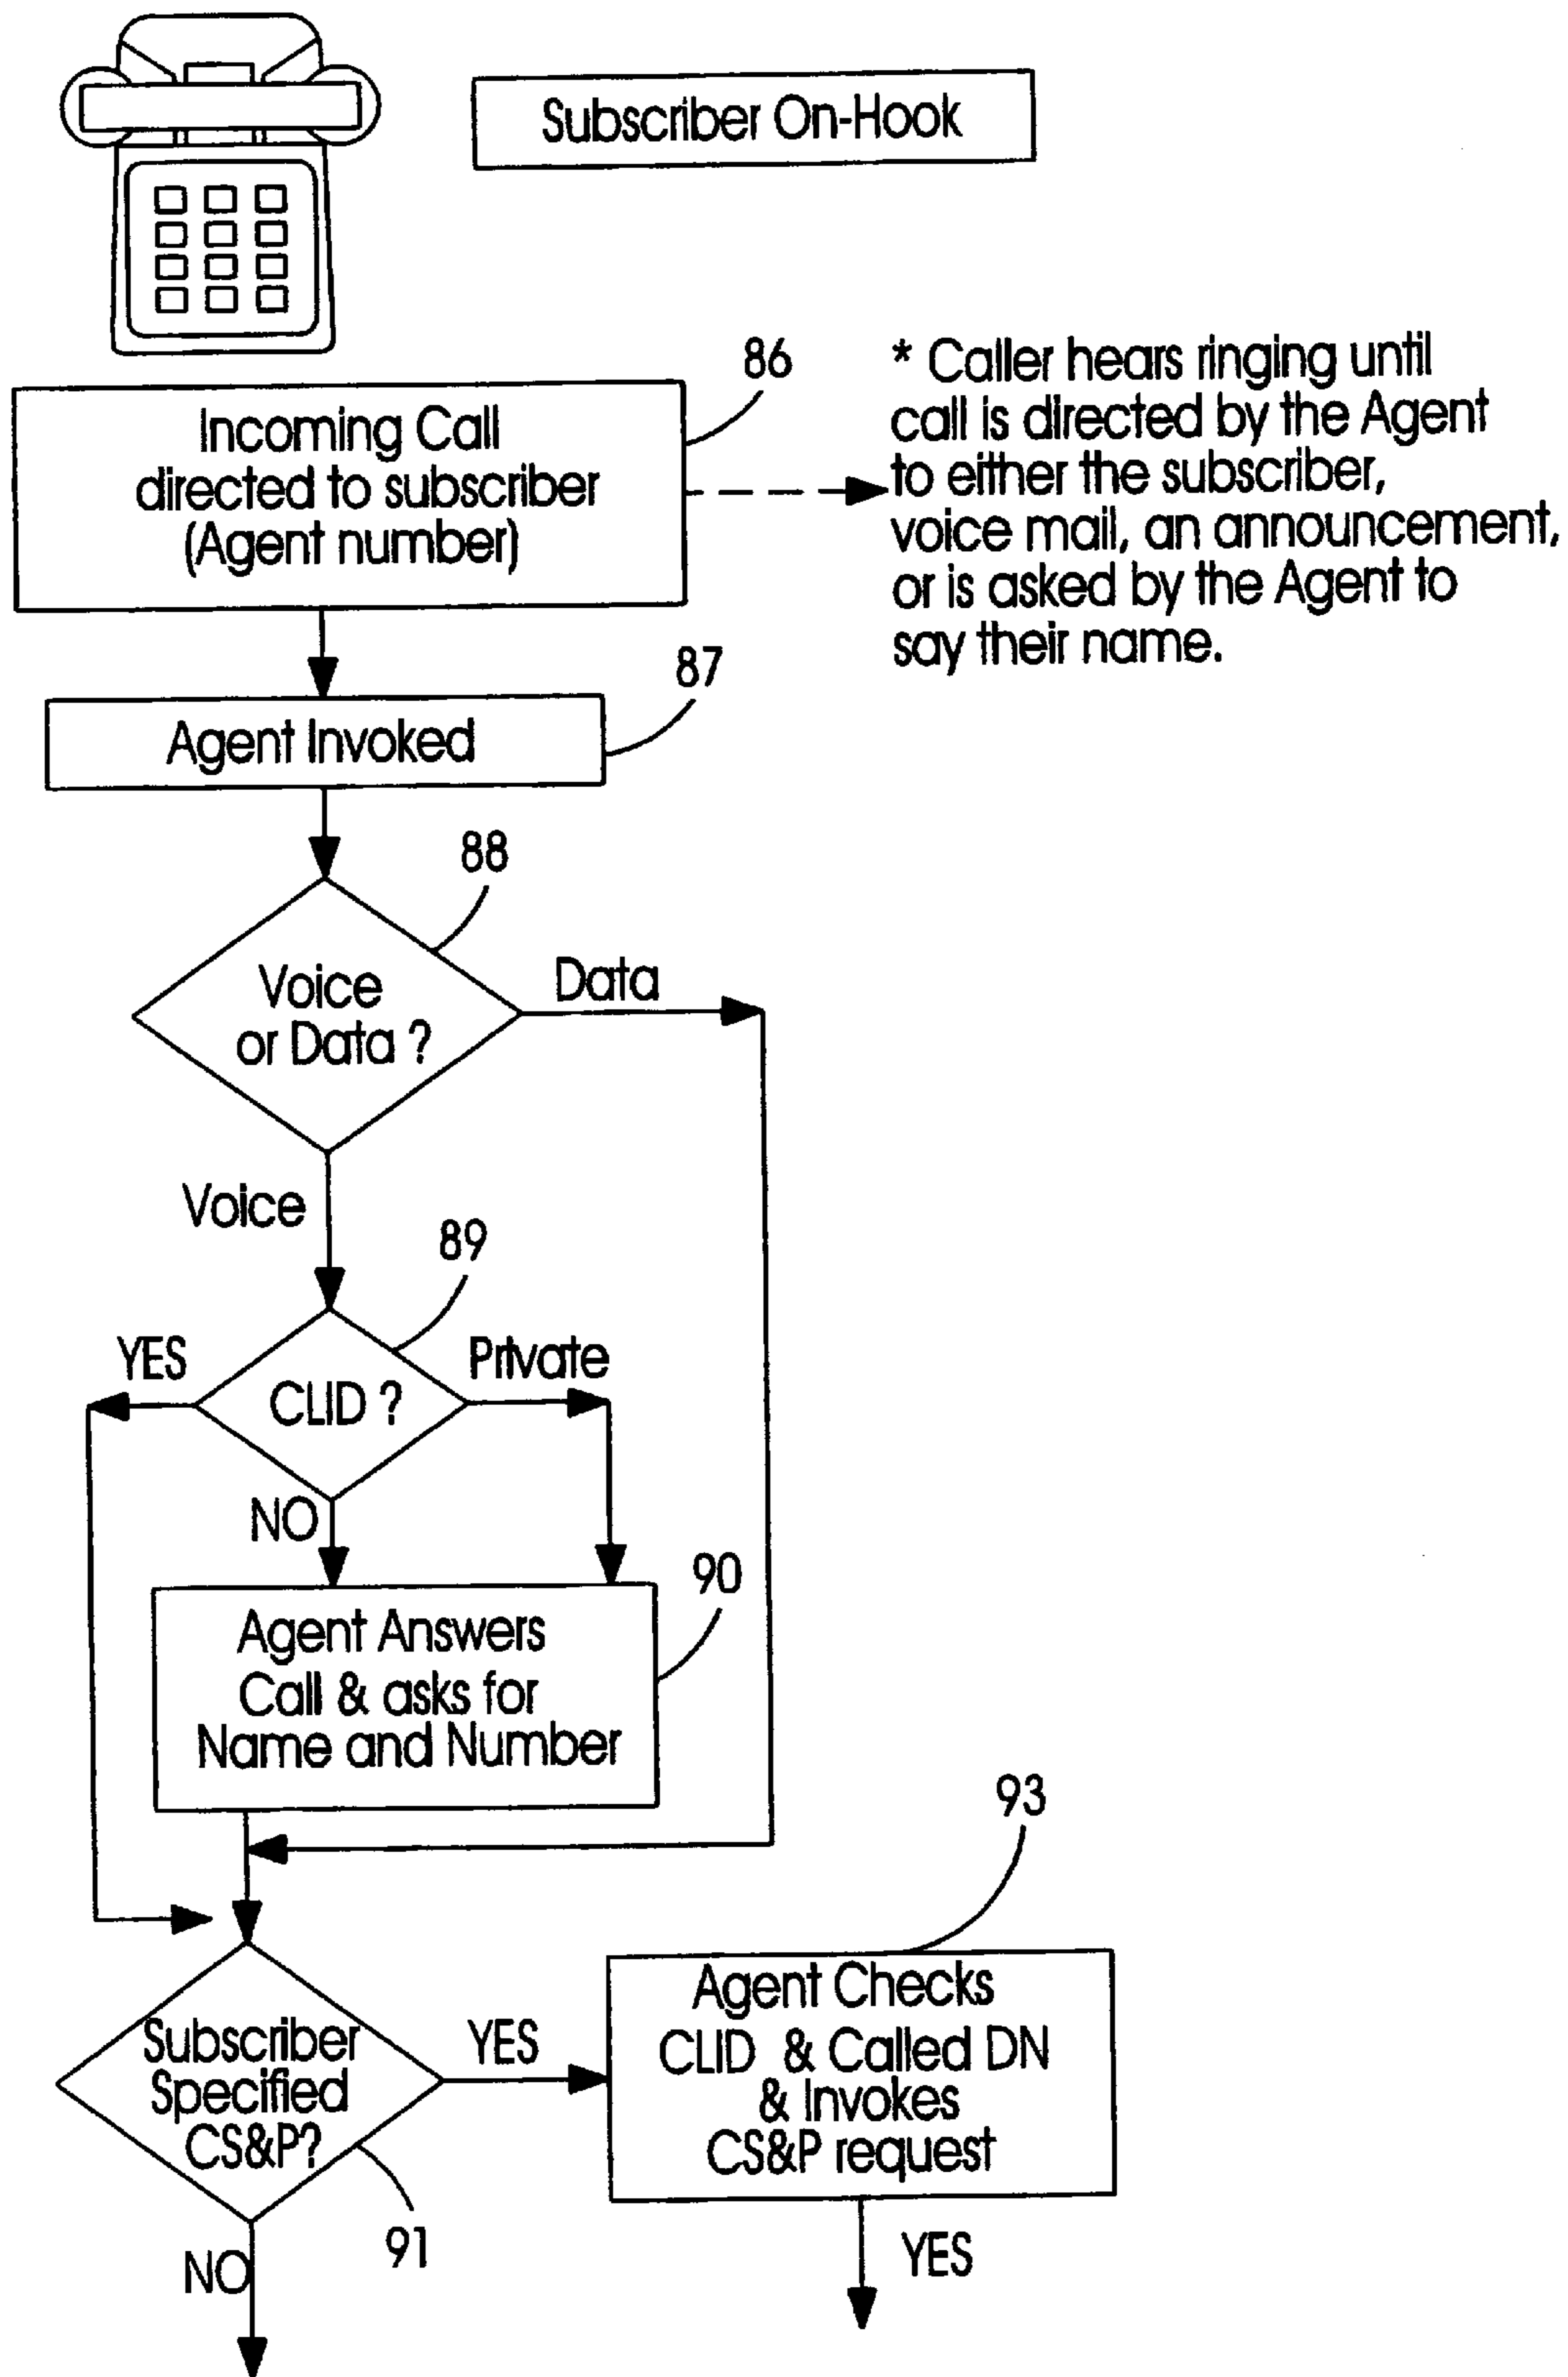 Subscriber On-Hook
86
Incoming Call
directed to subscriber
(Agent number)
* Caller hears ringing until
call is directed by the Agent
to either the subscriber,
voice mail, an announcement,
or is asked by the Agent to
say their name.
87
Agent Invoked
88
Voice
or Data ?
Data
Voice
89
YES
CLID ?
Private
NO
90
Agent Answers
Call & asks for
Name and Number
93
Subscriber
Specified
CS&P?
YES
Agent Checks
CLID & Called DN
& Invokes
CS&P request
91
NO
YES